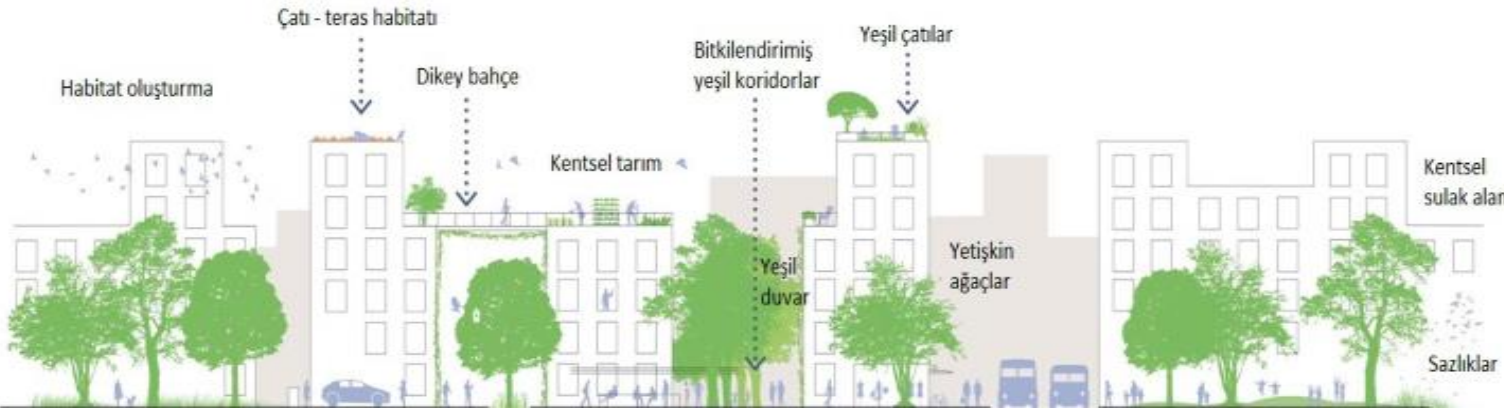 Çatı - teras habitatı
Habitat oluşturma
Dikey bahçe
Kentsel tarım
Bitkilendirimiş
yeşil koridorlar
Yeşil çatılar
Yeşil
duvar
Yetişkin
ağaçlar
Kentsel
sulak alan
Sazlıklar